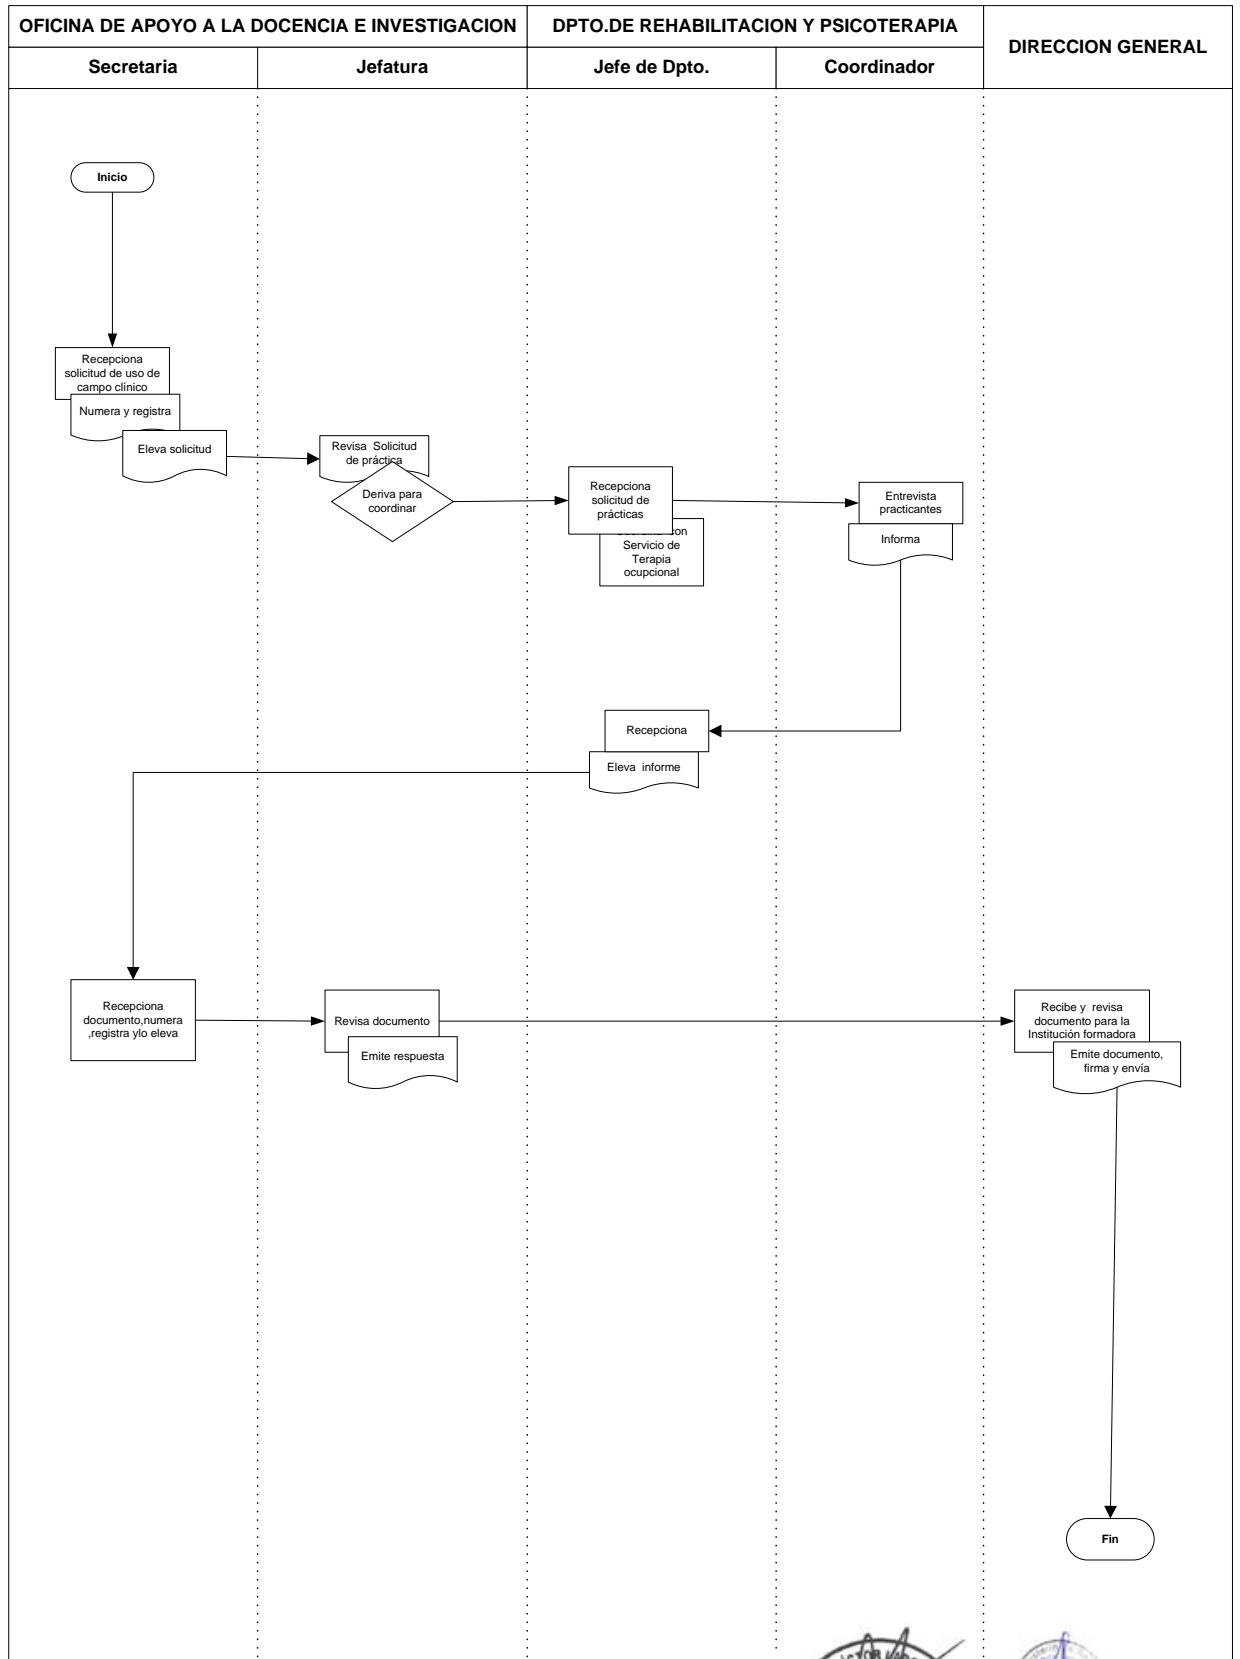 OFICINA DE APOYO A LA DOCENCIA E INVESTIGACION
DPTO.DE REHABILITACION Y PSICOTERAPIA
DIRECCION GENERAL
Secretaria
Jefatura
Jefe de Dpto.
Coordinador
Inicio
Recepciona
solicitud de uso de
campo clínico
Numera y registra
Eleva solicitud
Revisa Solicitud
de práctica
Deriva para
coordinar
Recepciona
solicitud de
prácticas
con
Servicio de
Terapia
ocupcional
Entrevista
practicantes
Informa
Recepciona
Eleva informe
Recepciona
documento,numera
,registra ylo eleva
Revisa documento
Emite respuesta
Recibe y revisa
documento para la
Institución formadora
Emite documento,
firma y envía
Fin